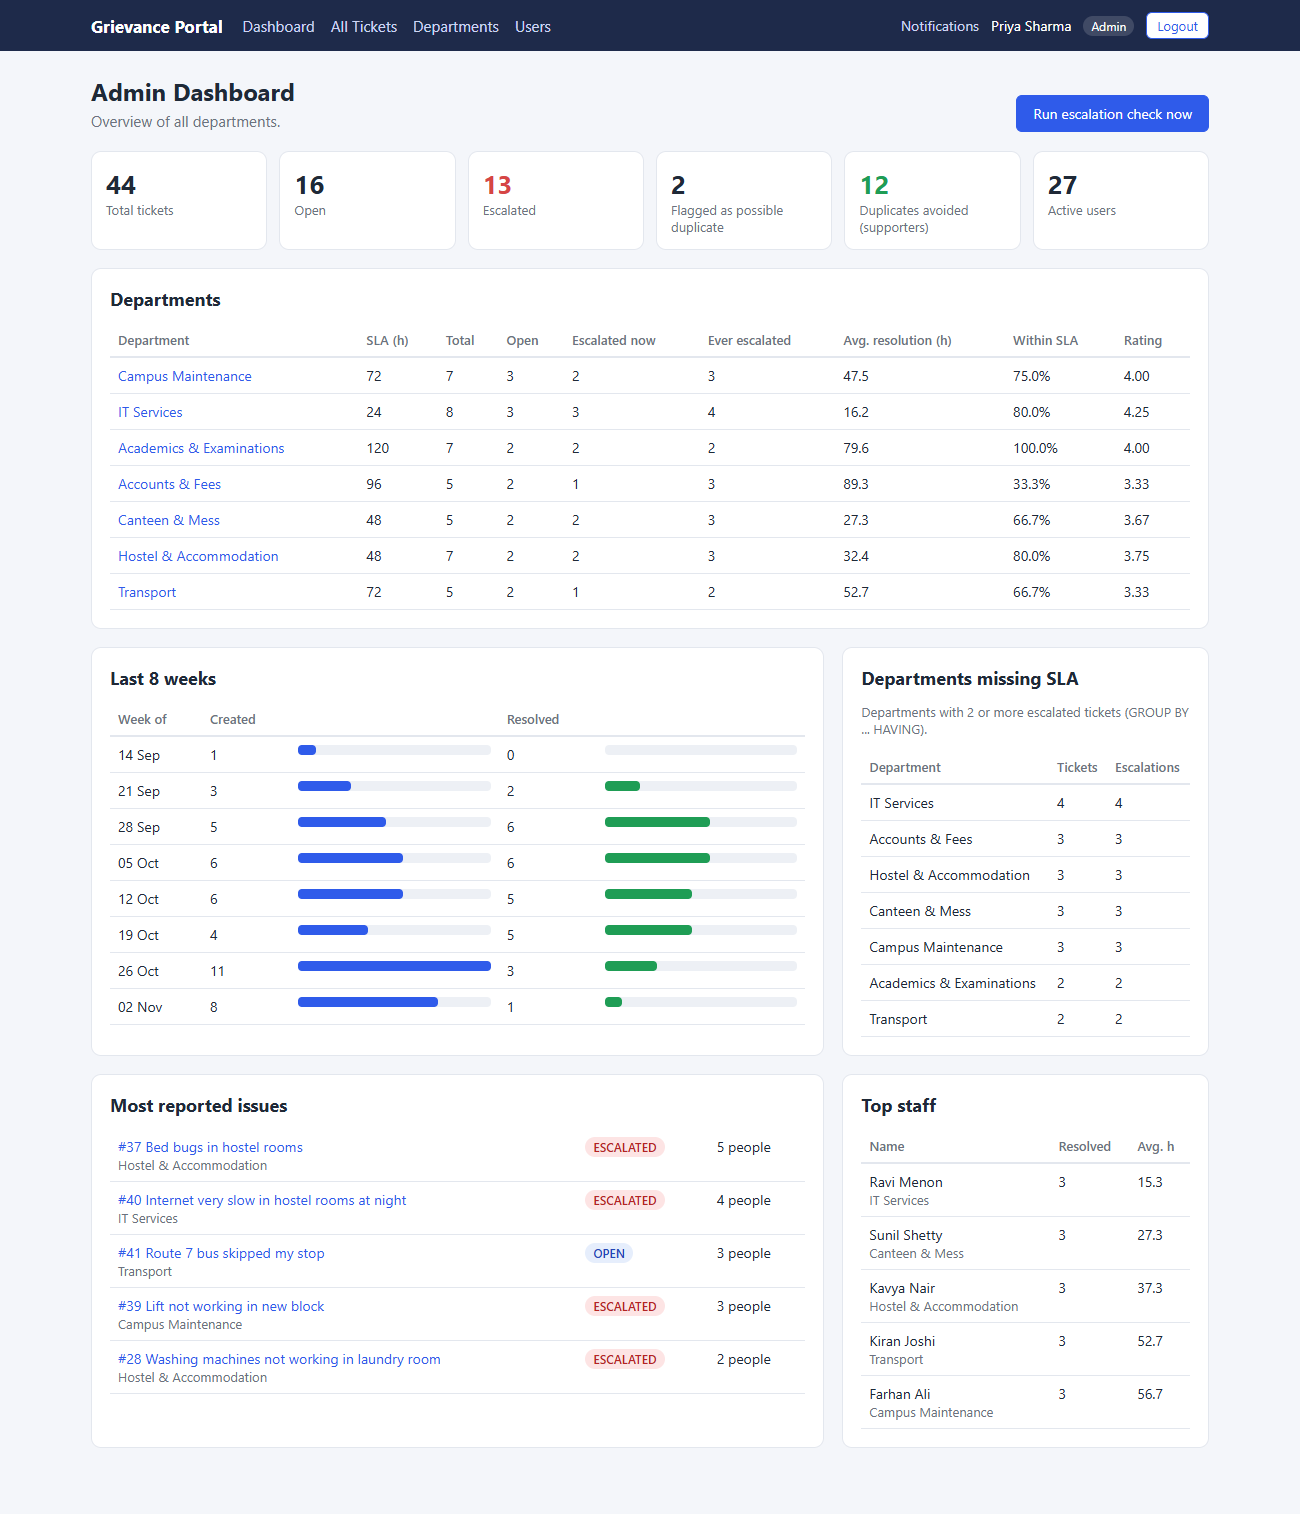 Grievance Portal Dashboard All Tickets Departments Users Notifications Priya Sharma Admin Logout
Admin Dashboard
Overview of all departments.
Run escalation check now
44 16 13 2 12 27
Total tickets Open Escalated Flagged as possible Duplicates avoided Active users
duplicate (supporters)
Departments
Department SLA (h) Total Open Escalated now Ever escalated Avg. resolution (h) Within SLA Rating
Campus Maintenance 72 7 3 2 3 47.5 75.0% 4.00
IT Services 24 8 3 3 4 16.2 80.0% 4.25
Academics & Examinations 120 7 2 2 2 79.6 100.0% 4.00
Accounts & Fees 96 5 2 1 3 89.3 33.3% 3.33
Canteen & Mess 48 5 2 2 3 27.3 66.7% 3.67
Hostel & Accommodation 48 7 2 2 3 32.4 80.0% 3.75
Transport 72 5 2 1 2 52.7 66.7% 3.33
Last 8 weeks
Week of Created Resolved
14 Sep 1 0
21 Sep 3 2
28 Sep 5 6
05 Oct 6 6
12 Oct 6 5
19 Oct 4 5
26 Oct 11 3
02 Nov 8 1
Departments missing SLA
Departments with 2 or more escalated tickets (GROUP BY
... HAVING).
Department Tickets Escalations
IT Services 4 4
Accounts & Fees 3 3
Hostel & Accommodation 3 3
Canteen & Mess 3 3
Campus Maintenance 3 3
Academics & Examinations 2 2
Transport 2 2
Most reported issues
#37 Bed bugs in hostel rooms ESCALATED 5 people
Hostel & Accommodation
#40 Internet very slow in hostel rooms at night ESCALATED 4 people
IT Services
#41 Route 7 bus skipped my stop OPEN 3 people
Transport
#39 Lift not working in new block ESCALATED 3 people
Campus Maintenance
#28 Washing machines not working in laundry room ESCALATED 2 people
Hostel & Accommodation
Top staff
Name Resolved Avg. h
Ravi Menon 3 15.3
IT Services
Sunil Shetty 3 27.3
Canteen & Mess
Kavya Nair 3 37.3
Hostel & Accommodation
Kiran Joshi 3 52.7
Transport
Farhan Ali 3 56.7
Campus Maintenance